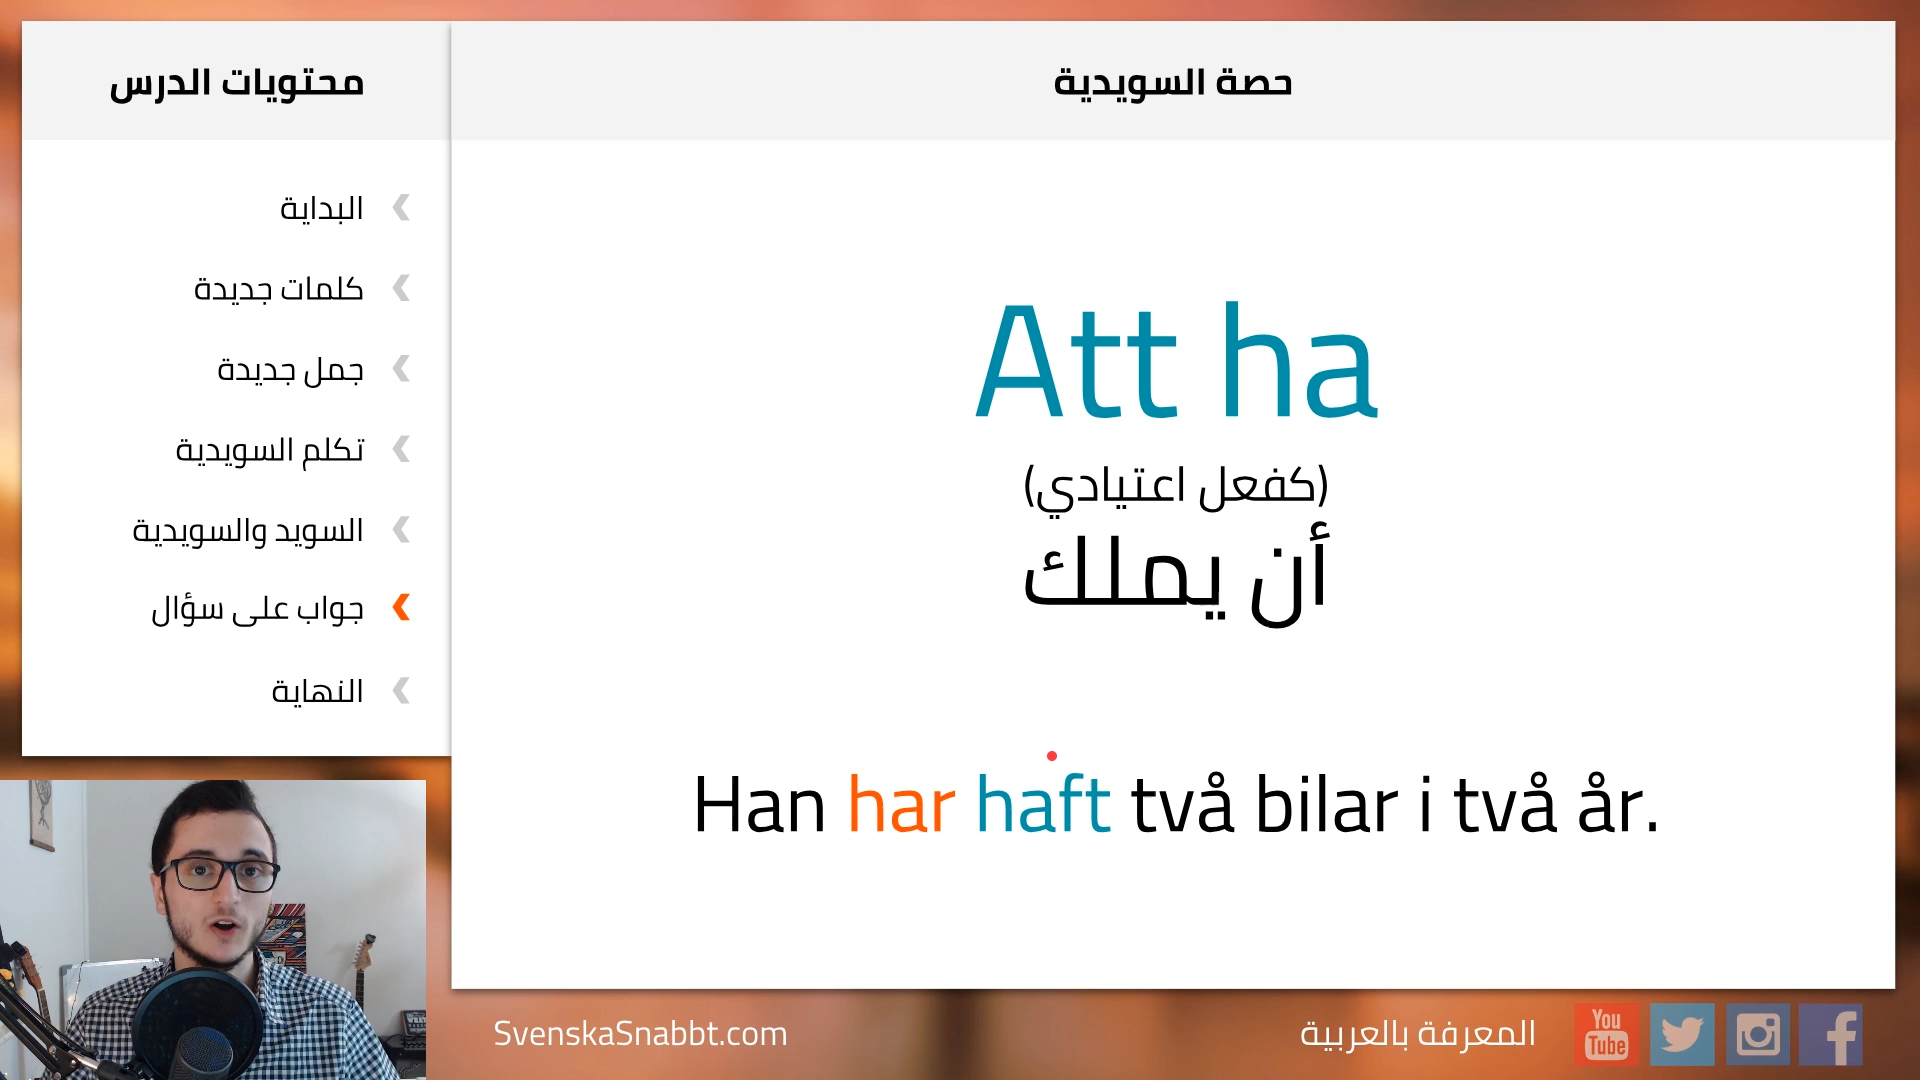 حصة السويدية
محتويات الدرس
البداية
كلمات جديدة
جمل جديدة
تكلم السويدية
السويد والسويدية
جواب على سؤال
النهاية
Att ha
(كفعل اعتيادي)
أن يملك
Han har haft två bilar i två år.
SvenskaSnabbt.com
المعرفة بالعربية
You
Tube